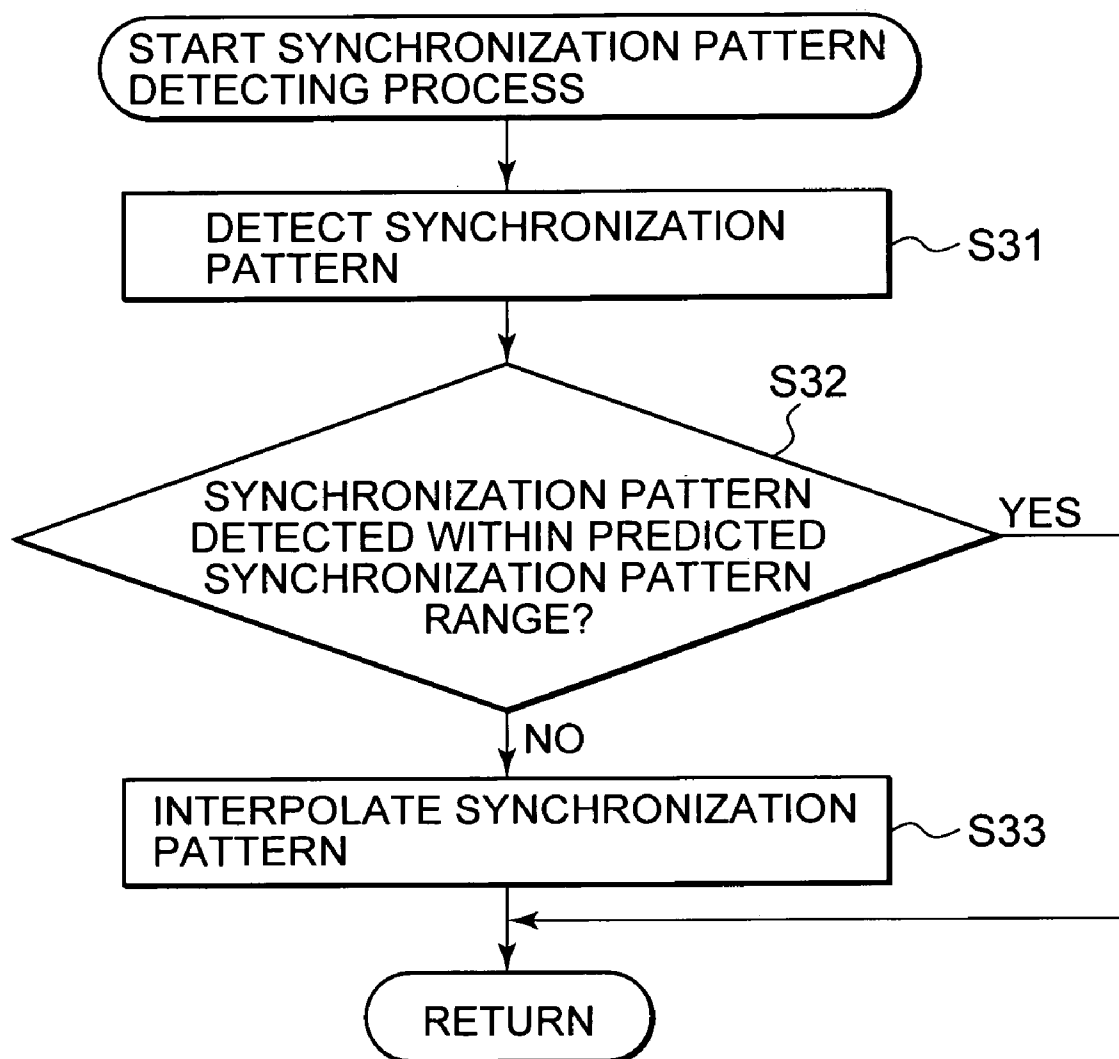 START SYNCHRONIZATION PATTERN
DETECTING PROCESS
DETECT SYNCHRONIZATION
PATTERN
S31
S32
SYNCHRONIZATION PATTERN
DETECTED WITHIN PREDICTED
SYNCHRONIZATION PATTERN
RANGE?
YES
NO
INTERPOLATE SYNCHRONIZATION
PATTERN
S33
RETURN